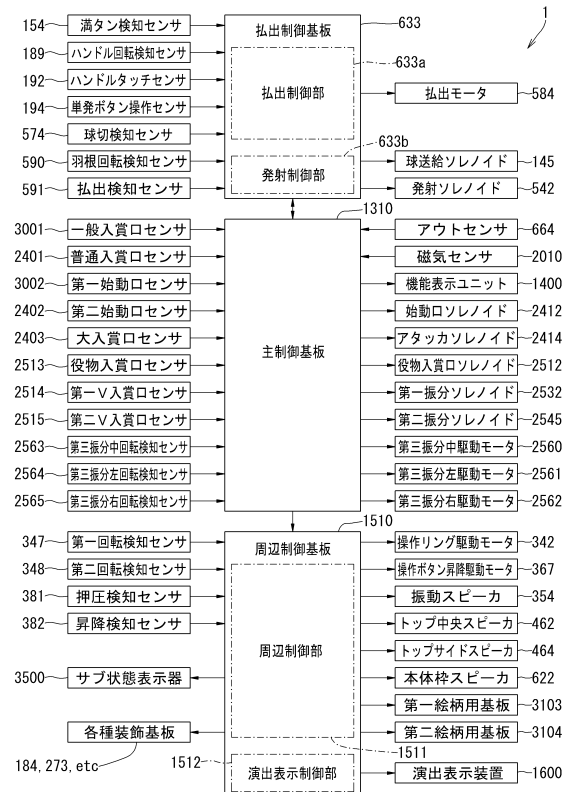 1
154 満タン検知センサ
189 ハンドル回転検知センサ
192 ハンドルタッチセンサ
194 単発ボタン操作センサ
574 球切検知センサ
590 羽根回転検知センサ
591 払出検知センサ
払出制御基板 633
633a
払出制御部
633b
発射制御部
払出モータ 584
球送給ソレノイド 145
発射ソレノイド 542
1310
主制御基板
3001 一般入賞口センサ
2401 普通入賞口センサ
3002 第一始動口センサ
2402 第二始動口センサ
2403 大入賞口センサ
2513 役物入賞口センサ
2514 第一V入賞口センサ
2515 第二V入賞口センサ
2563 第三振分中回転検知センサ
2564 第三振分左回転検知センサ
2565 第三振分右回転検知センサ
アウトセンサ 664
磁気センサ 2010
機能表示ユニット 1400
始動口ソレノイド 2412
アタッカソレノイド 2414
役物入賞口ソレノイド 2512
第一振分ソレノイド 2532
第二振分ソレノイド 2545
第三振分中駆動モータ 2560
第三振分左駆動モータ 2561
第三振分右駆動モータ 2562
1510
周辺制御基板
周辺制御部
1511
1512
演出表示制御部
347 第一回転検知センサ
348 第二回転検知センサ
381 押圧検知センサ
382 昇降検知センサ
3500 サブ状態表示器
各種装飾基板
184, 273, etc
操作リング駆動モータ 342
操作ボタン昇降駆動モータ 367
振動スピーカ 354
トップ中央スピーカ 462
トップサイドスピーカ 464
本体枠スピーカ 622
第一絵柄用基板 3103
第二絵柄用基板 3104
演出表示装置 1600